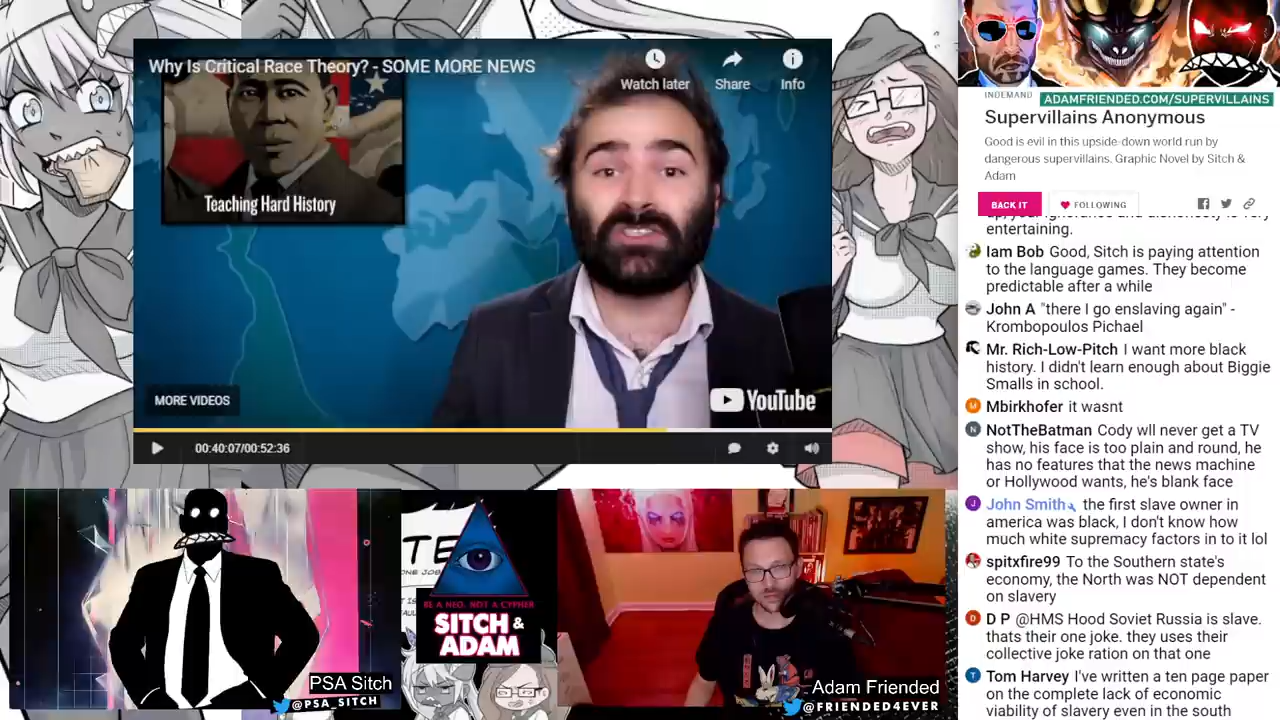 Why Is Critical Race Theory? - SOME MORE NEWS
Watch later
Share
Info
Teaching Hard History
MORE VIDEOS
YouTube
00:40:07/00:52:36
INDEMAND
ADAMFRIENDED.COM/SUPERVILLAINS
Supervillains Anonymous
Good is evil in this upside-down world run by
dangerous supervillains. Graphic Novel by Sitch &
Adam
BACK IT
FOLLOWING
entertaining.
Iam Bob Good, Sitch is paying attention
to the language games. They become
predictable after a while
John A "there I go enslaving again" -
Krombopoulos Pichael
Mr. Rich-Low-Pitch I want more black
history. I didn't learn enough about Biggie
Smalls in school.
Mbirkhofer it wasnt
NotTheBatman Cody wll never get a TV
show, his face is too plain and round, he
has no features that the news machine
or Hollywood wants, he's blank face
John Smith the first slave owner in
america was black, I don't know how
much white supremacy factors in to it lol
spitxfire99 To the Southern state's
economy, the North was NOT dependent
on slavery
D P @HMS Hood Soviet Russia is slave.
thats their one joke. they uses their
collective joke ration on that one
Tom Harvey I've written a ten page paper
on the complete lack of economic
viability of slavery even in the south
BE A NEO, NOT A CYPHER
SITCH &
ADAM
PSA Sitch
@PSA_SITCH
Adam Friended
@FRIENDED4EVER